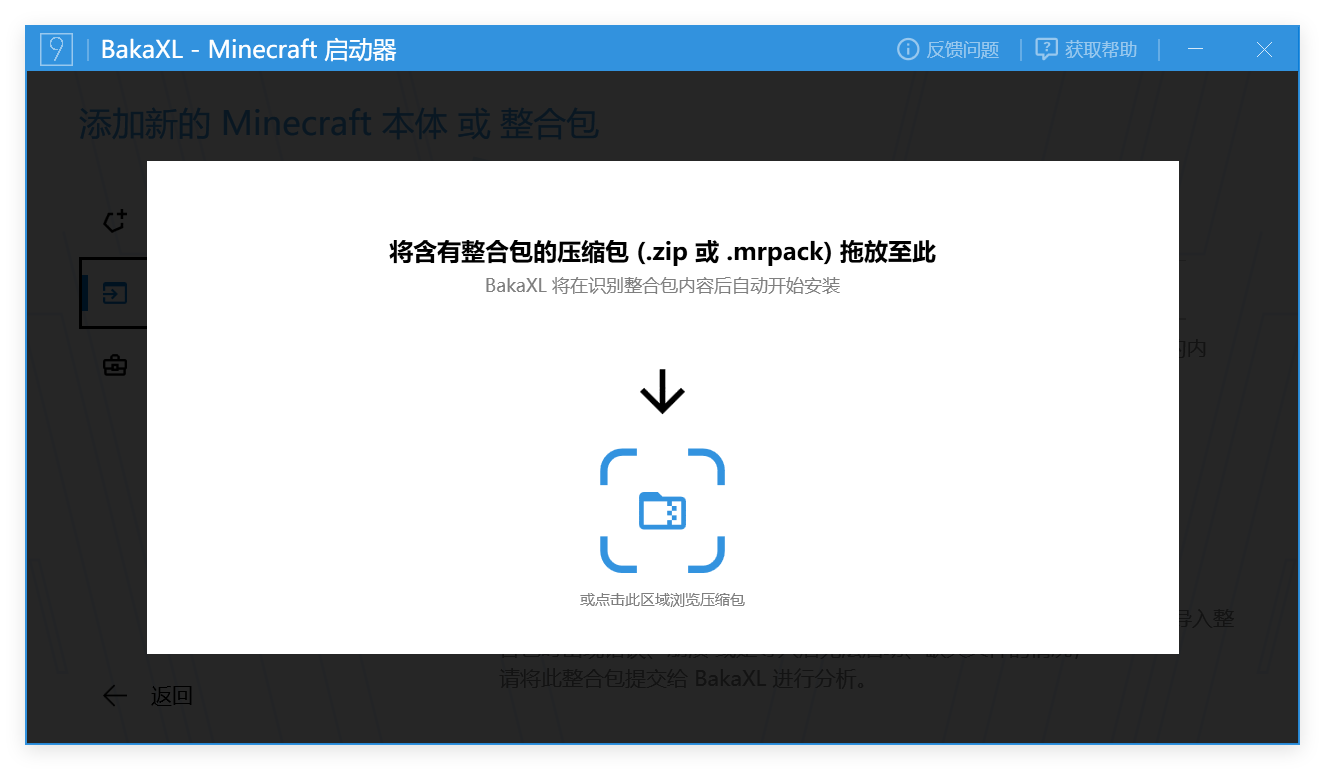 9 BakaXL - Minecraft 启动器 反馈问题 获取帮助
添加新的 Minecraft 本体 或 整合包
将含有整合包的压缩包 (.zip 或 .mrpack) 拖放至此
BakaXL 将在识别整合包内容后自动开始安装
内
或点击此区域浏览压缩包
导入整
请将此整合包提交给 BakaXL 进行分析。
返回